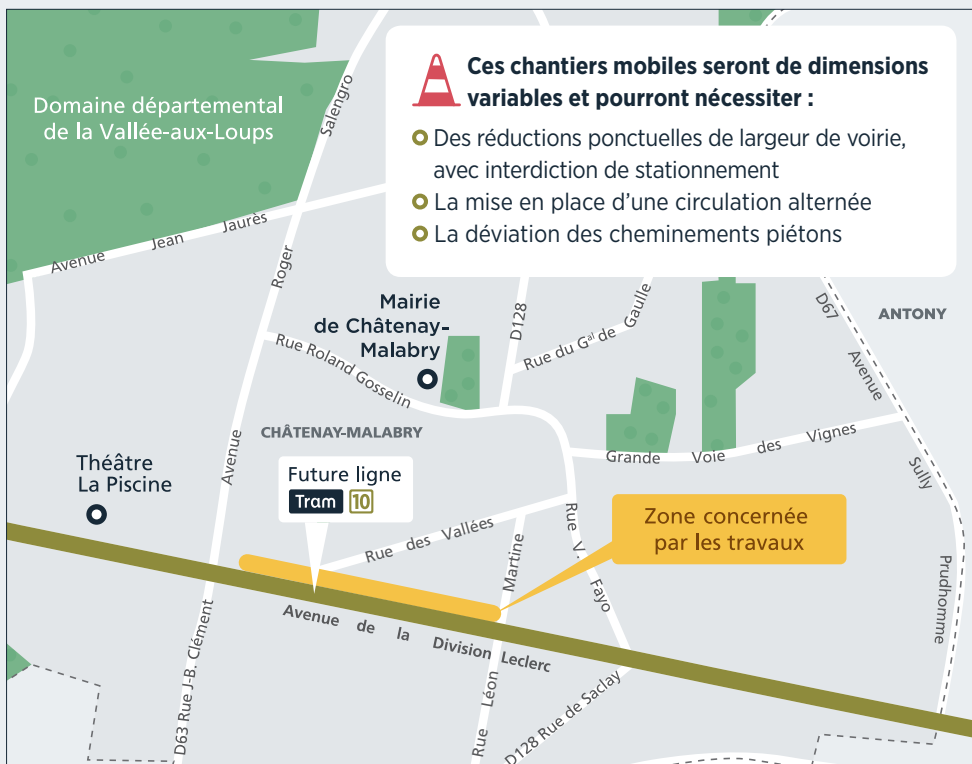 Ces chantiers mobiles seront de dimensions
variables et pourront nécessiter :
Des réductions ponctuelles de largeur de voirie,
avec interdiction de stationnement
La mise en place d'une circulation alternée
La déviation des cheminements piétons
Domaine départemental
de la Vallée-aux-Loups
Avenue Jean Jaurès
Avenue Roger Salengro
Mairie
de Châtenay-
Malabry
D128
Rue du Gal de Gaulle
D67
ANTONY
Avenue Sully Prudhomme
Rue Roland Gosselin
CHÂTENAY-MALABRY
Grande Voie des Vignes
Théâtre
La Piscine
Future ligne
Tram 10
Rue des Vallées
Rue V. Fayo
Zone concernée
par les travaux
Avenue de la Division Leclerc
D63 Rue J-B. Clément
Rue Léon Martine
D128 Rue de Saclay